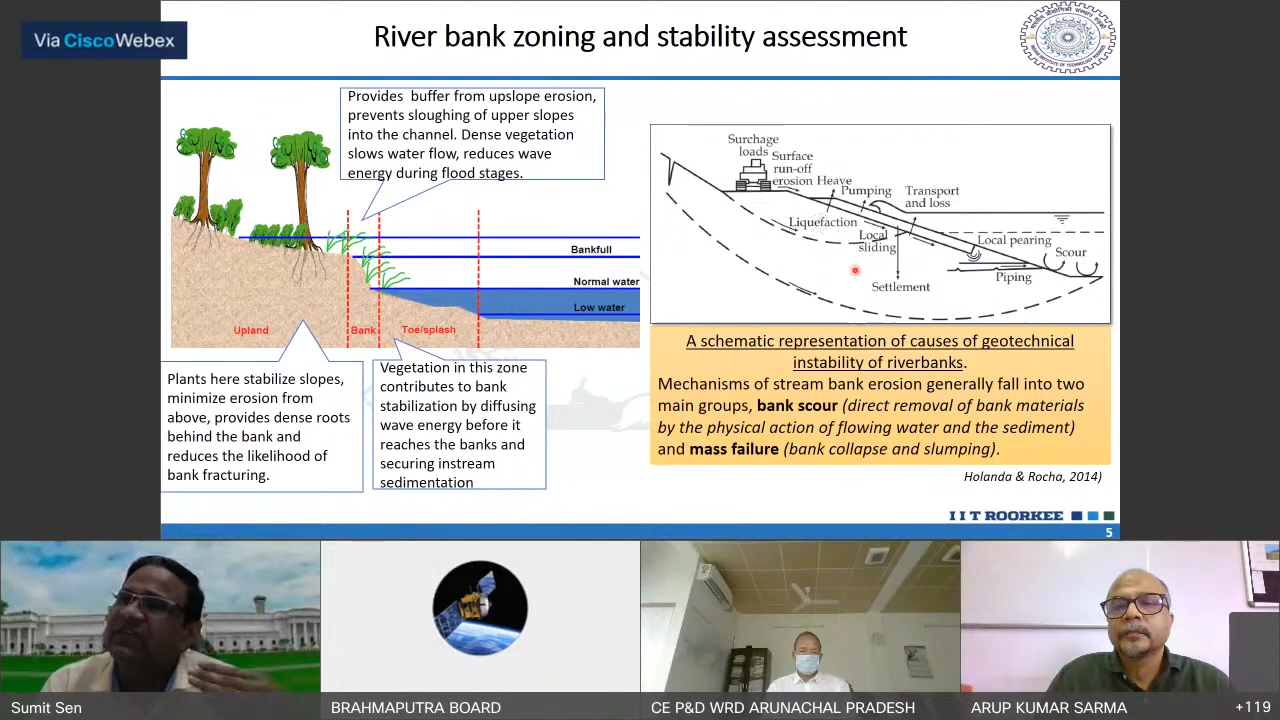 Via Cisco Webex
River bank zoning and stability assessment
Provides buffer from upslope erosion,
prevents sloughing of upper slopes
into the channel. Dense vegetation
slows water flow, reduces wave
energy during flood stages.
Bankfull
Normal water
Low water
Upland
Bank
Toe/splash
Plants here stabilize slopes,
minimize erosion from
above, provides dense roots
behind the bank and
reduces the likelihood of
bank fracturing.
Vegetation in this zone
contributes to bank
stabilization by diffusing
wave energy before it
reaches the banks and
securing instream
sedimentation
Surchage
loads
Surface
run-off
erosion
Heave
Pumping
Transport
and loss
Liquefaction
Local
sliding
Local pearing
Scour
Piping
Settlement
A schematic representation of causes of geotechnical
instability of riverbanks.
Mechanisms of stream bank erosion generally fall into two
main groups, bank scour (direct removal of bank materials
by the physical action of flowing water and the sediment)
and mass failure (bank collapse and slumping).
Holanda & Rocha, 2014)
I I T ROORKEE
5
Sumit Sen
BRAHMAPUTRA BOARD
CE P&D WRD ARUNACHAL PRADESH
ARUP KUMAR SARMA
+119